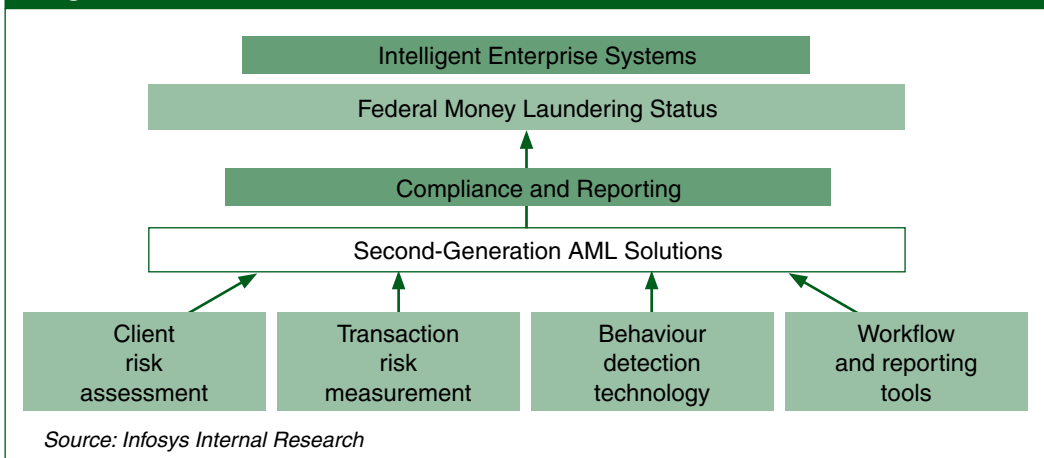 Intelligent Enterprise Systems
Federal Money Laundering Status
Compliance and Reporting
Second-Generation AML Solutions
Client
risk
assessment
Transaction
risk
measurement
Behaviour
detection
technology
Workflow
and reporting
tools
Source: Infosys Internal Research